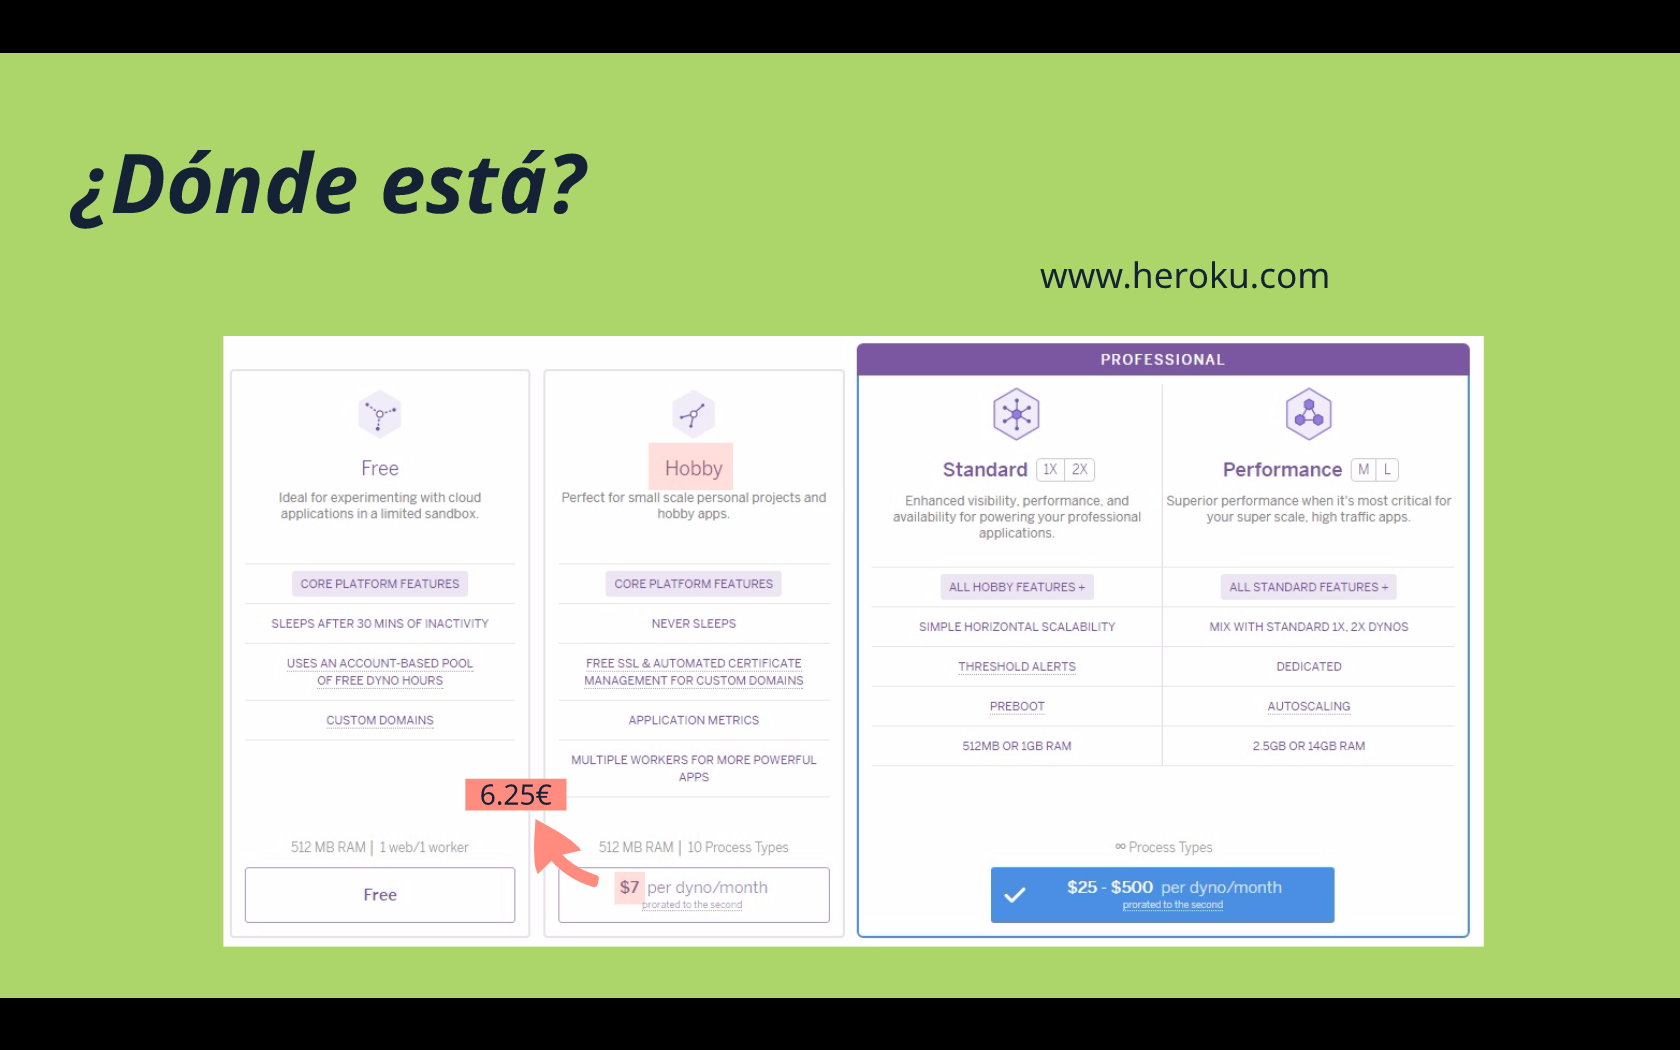 ¿Dónde está?
www.heroku.com
Free
Ideal for experimenting with cloud
applications in a limited sandbox.
CORE PLATFORM FEATURES
SLEEPS AFTER 30 MINS OF INACTIVITY
USES AN ACCOUNT-BASED POOL
OF FREE DYNO HOURS
CUSTOM DOMAINS
512 MB RAM | 1 web/1 worker
Free
Hobby
Perfect for small scale personal projects and
hobby apps.
CORE PLATFORM FEATURES
NEVER SLEEPS
FREE SSL & AUTOMATED CERTIFICATE
MANAGEMENT FOR CUSTOM DOMAINS
APPLICATION METRICS
MULTIPLE WORKERS FOR MORE POWERFUL
APPS
6.25€
512 MB RAM | 10 Process Types
$7 per dyno/month
prorated to the second
PROFESSIONAL
Standard 1X 2X
Enhanced visibility, performance, and
availability for powering your professional
applications.
ALL HOBBY FEATURES +
SIMPLE HORIZONTAL SCALABILITY
THRESHOLD ALERTS
PREBOOT
512MB OR 1GB RAM
Performance M L
Superior performance when it's most critical for
your super scale, high traffic apps.
ALL STANDARD FEATURES +
MIX WITH STANDARD 1X, 2X DYNOS
DEDICATED
AUTOSCALING
2.5GB OR 14GB RAM
∞ Process Types
$25 - $500 per dyno/month
prorated to the second